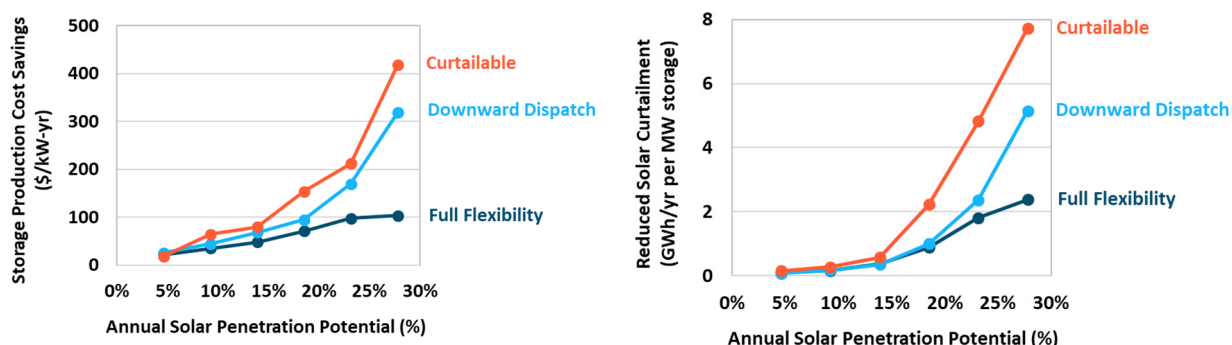 Storage Production Cost Savings
($/kW-yr)
500
400
300
200
100
0
0% 5% 10% 15% 20% 25% 30%
Annual Solar Penetration Potential (%)
Curtailable
Downward Dispatch
Full Flexibility
Reduced Solar Curtailment
(GWh/yr per MW storage)
8
6
4
2
0
0% 5% 10% 15% 20% 25% 30%
Annual Solar Penetration Potential (%)
Curtailable
Downward Dispatch
Full Flexibility